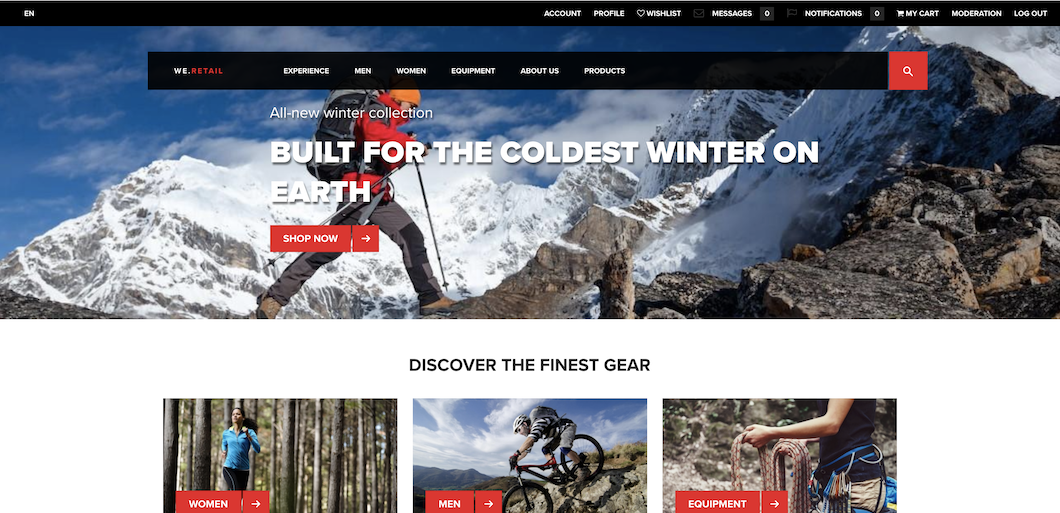 EN
ACCOUNT PROFILE WISHLIST MESSAGES 0 NOTIFICATIONS 0 MY CART MODERATION LOG OUT
WE.RETAIL EXPERIENCE MEN WOMEN EQUIPMENT ABOUT US PRODUCTS
All-new winter collection
BUILT FOR THE COLDEST WINTER ON
EARTH
SHOP NOW
DISCOVER THE FINEST GEAR
WOMEN
MEN
EQUIPMENT